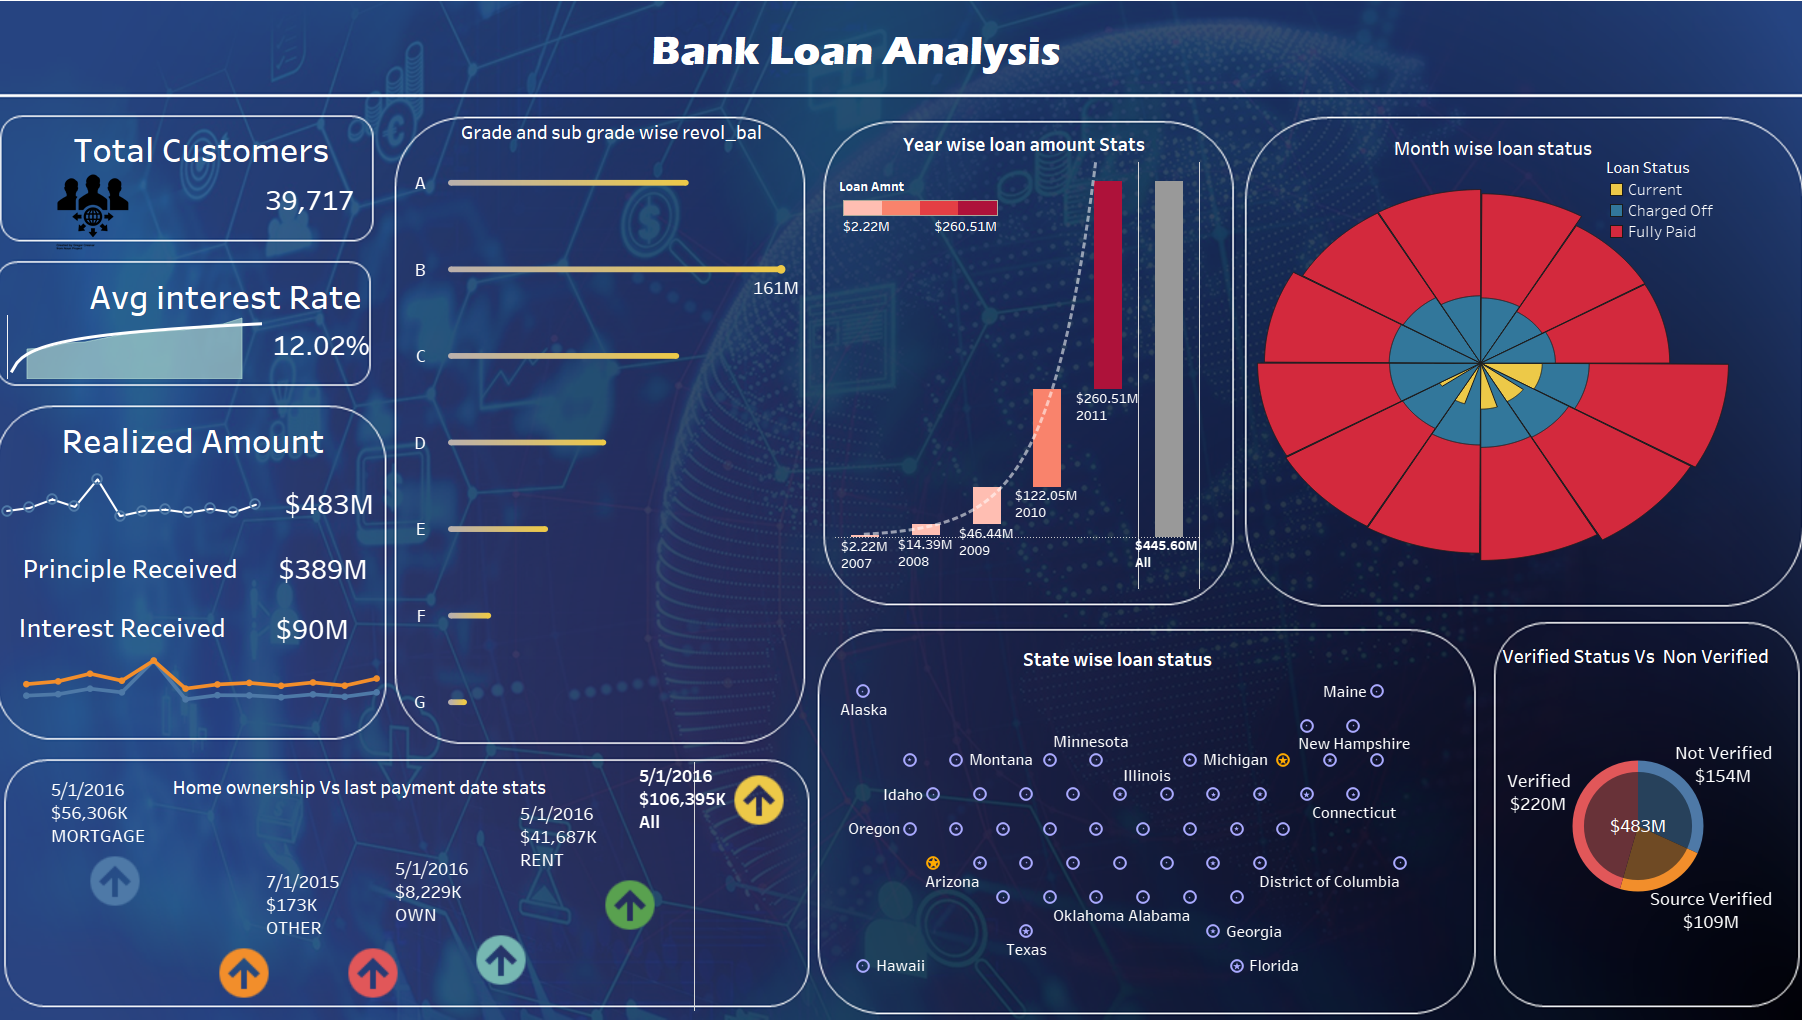 Bank Loan Analysis
Total Customers
39,717
Avg interest Rate
12.02%
Realized Amount
$483M
Principle Received
$389M
Interest Received
$90M
Grade and sub grade wise revol_bal
A
B
161M
C
D
E
F
G
Year wise loan amount Stats
Loan Amnt
$2.22M
$260.51M
$260.51M
2011
$122.05M
2010
$46.44M
2009
$14.39M
2008
$2.22M
2007
$445.60M
All
Month wise loan status
Loan Status
Current
Charged Off
Fully Paid
Home ownership Vs last payment date stats
5/1/2016
$56,306K
MORTGAGE
7/1/2015
$173K
OTHER
5/1/2016
$8,229K
OWN
5/1/2016
$41,687K
RENT
5/1/2016
$106,395K
All
State wise loan status
Alaska
Maine
Minnesota
New Hampshire
Montana
Michigan
Illinois
Idaho
Connecticut
Oregon
Arizona
District of Columbia
Oklahoma
Alabama
Texas
Georgia
Hawaii
Florida
Verified Status Vs Non Verified
Not Verified
$154M
Verified
$220M
$483M
Source Verified
$109M